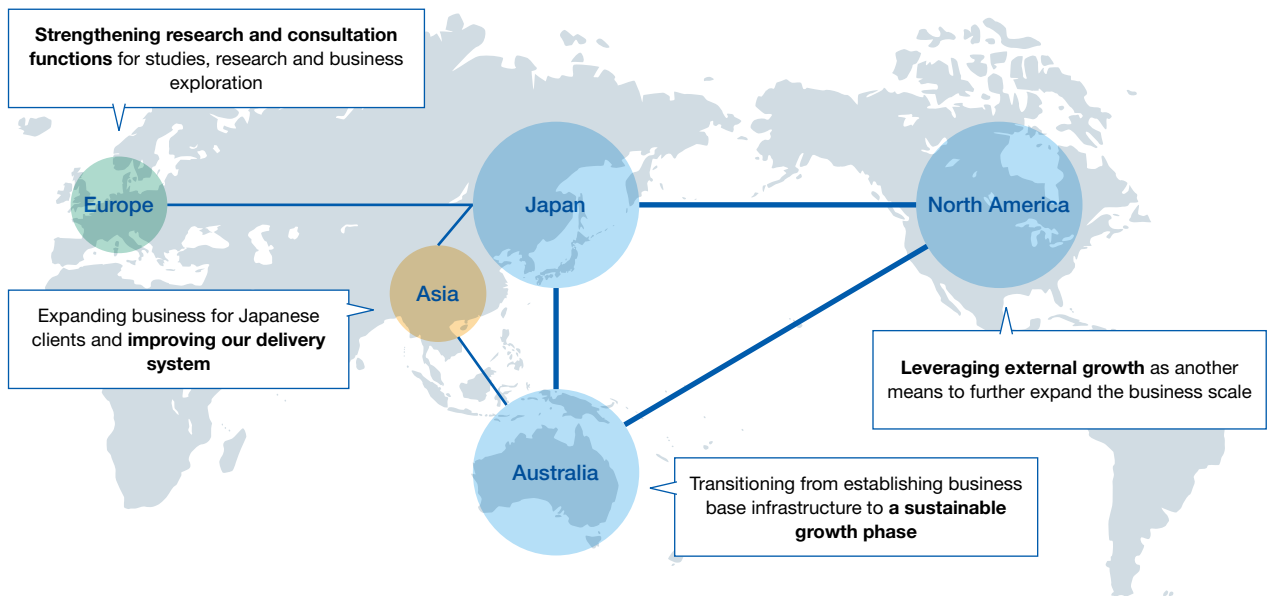 Strengthening research and consultation
functions for studies, research and business
exploration
Europe
Japan
North America
Asia
Expanding business for Japanese
clients and improving our delivery
system
Leveraging external growth as another
means to further expand the business scale
Australia
Transitioning from establishing business
base infrastructure to a sustainable
growth phase